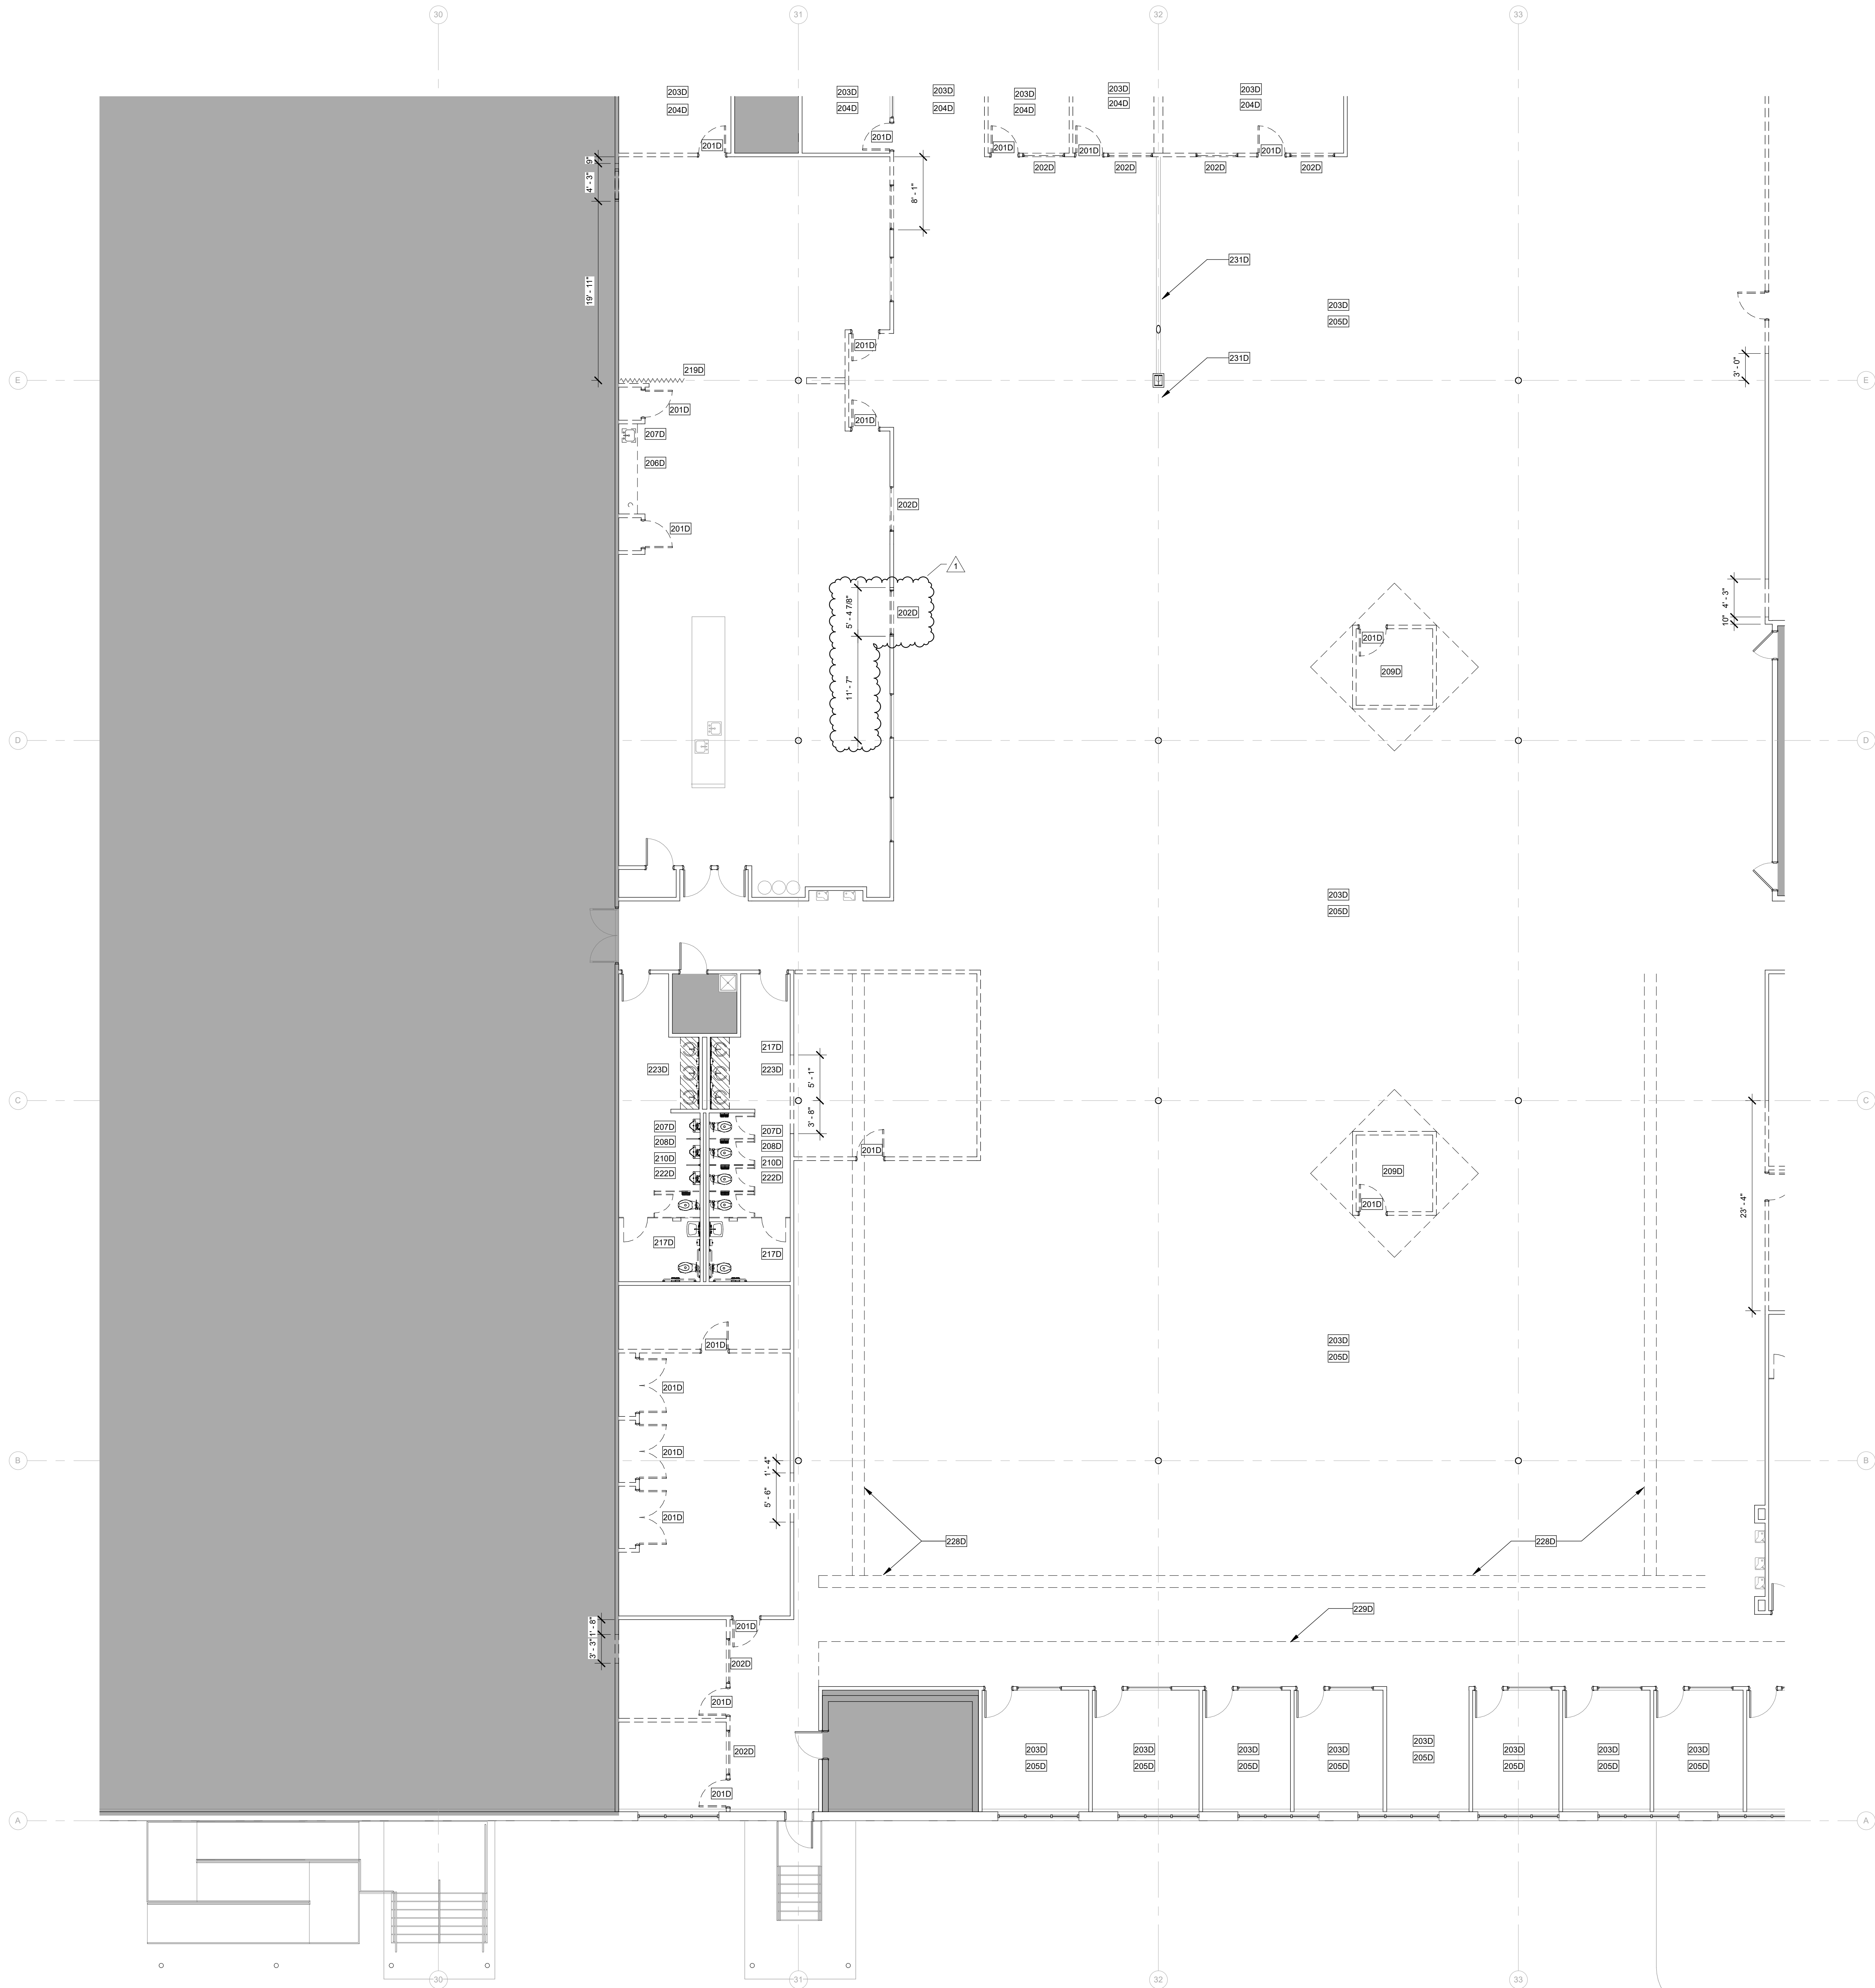 30 31 32 33
203D 203D 203D 203D 203D 203D
204D 204D 204D 204D 204D 204D
201D 201D 201D 201D 201D
9"
4' - 3"
202D 202D 202D 202D
8' - 1"
231D
19' - 11"
203D
205D
201D
231D
3' - 0"
219D
E E
201D
201D
207D
206D
202D
201D
1
4' - 3"
5' - 4 7/8"
202D
10"
201D
209D
11' - 7"
D D
203D
205D
217D
223D 223D
5' - 1"
C C
3' - 8"
207D 207D
208D 208D
201D
210D 210D
222D 222D
209D
201D
23' - 4"
217D 217D
203D
201D
205D
201D
201D
B B
1' - 4"
5' - 6"
201D
228D 228D
229D
1' - 8"
201D
3' - 3"
202D
201D
203D 203D 203D 203D 203D 203D 203D 203D
202D
205D 205D 205D 205D 205D 205D 205D 205D
201D
A A
30 31 32 33